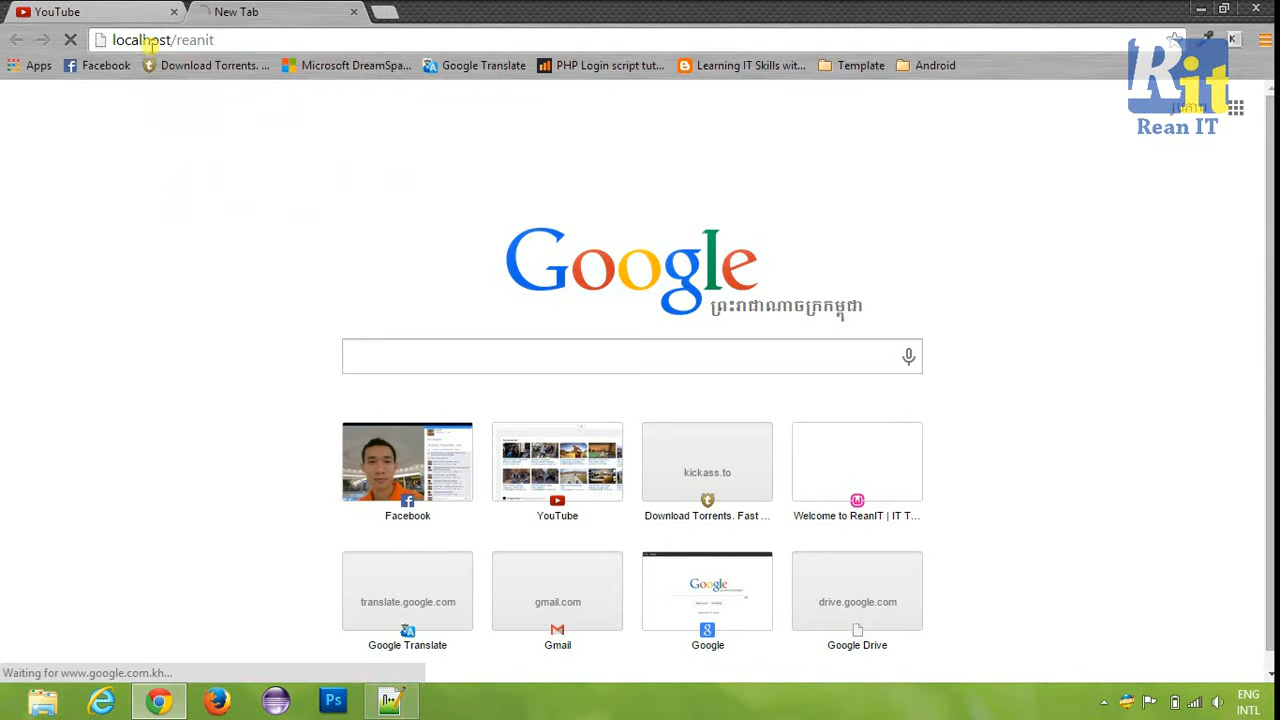 YouTube
New Tab
localhost/reanit
Apps
Facebook
Download Torrents. ...
Microsoft DreamSpa...
Google Translate
PHP Login script tut...
Learning IT Skills wit...
Template
Android
K
Rit
Rean IT
Google
ព្រះរាជាណាចក្រកម្ពុជា
kickass.to
Facebook
YouTube
Download Torrents. Fast ...
Welcome to ReanIT | IT T...
translate.google.com
gmail.com
Google
drive.google.com
Google Translate
Gmail
Google
Google Drive
Waiting for www.google.com.kh...
Ps
ENG
INTL